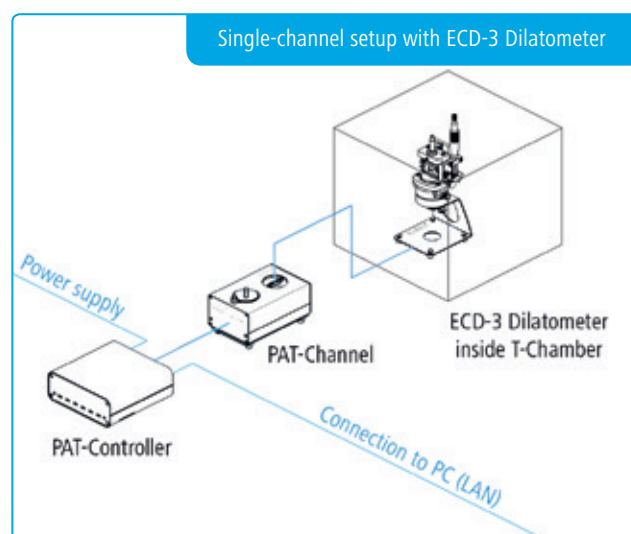 Single-channel setup with ECD-3 Dilatometer
Power supply
ECD-3 Dilatometer
inside T-Chamber
PAT-Channel
PAT-Controller
Connection to PC (LAN)